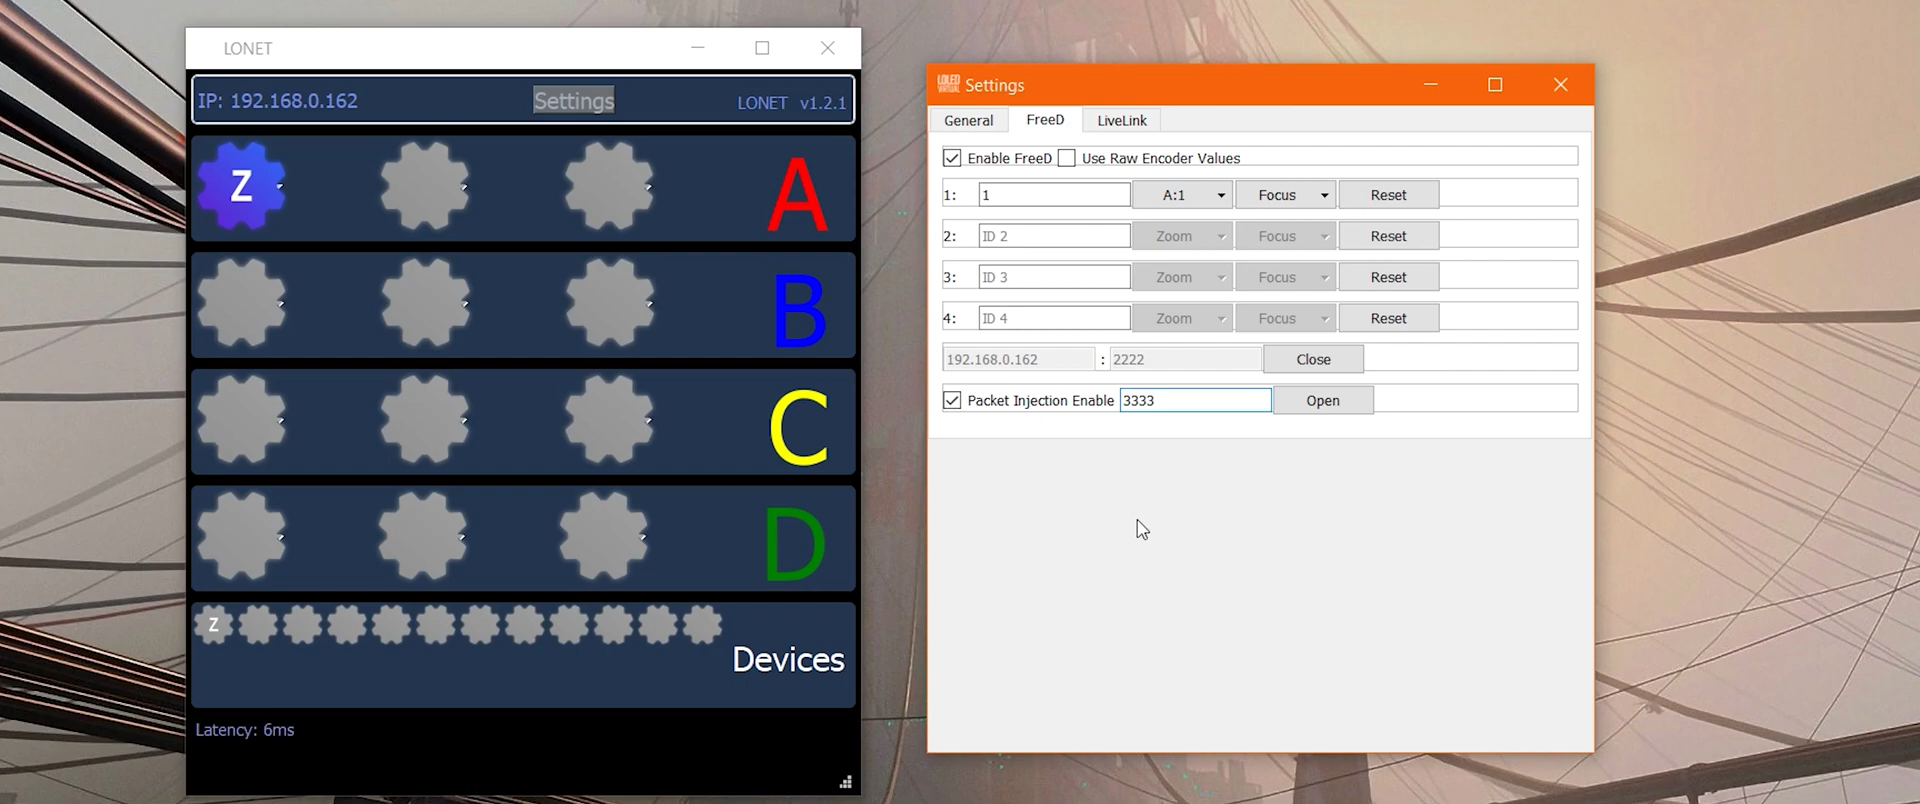 LONET
IP: 192.168.0.162 Settings LONET v1.2.1
Z A
B
C
D
Z
Devices
Latency: 6ms
LOLED VIRTUAL Settings
General FreeD LiveLink
Enable FreeD Use Raw Encoder Values
1: 1 A:1 Focus Reset
2: ID 2 Zoom Focus Reset
3: ID 3 Zoom Focus Reset
4: ID 4 Zoom Focus Reset
192.168.0.162 : 2222 Close
Packet Injection Enable 3333 Open